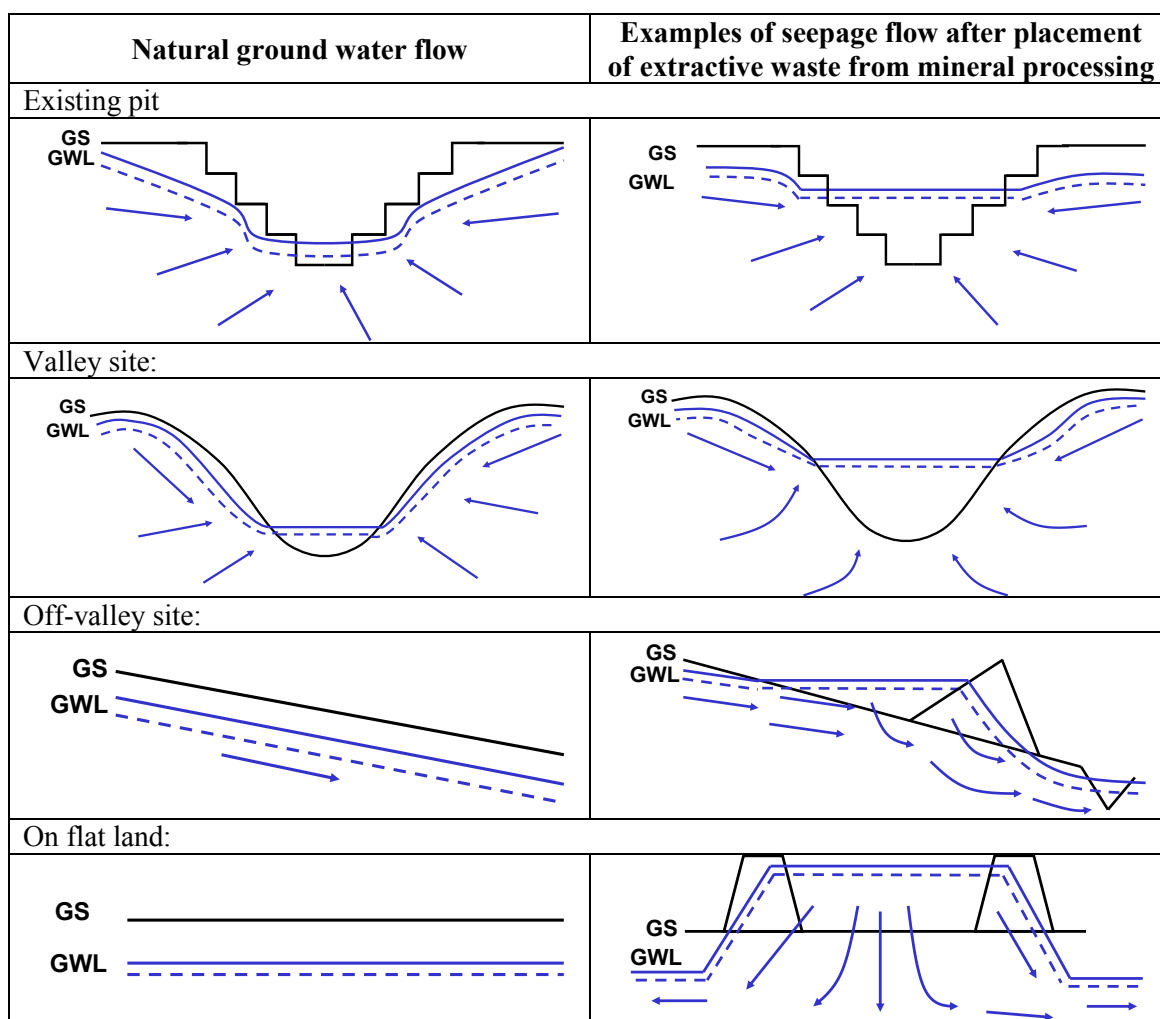 Natural ground water flow
Examples of seepage flow after placement
of extractive waste from mineral processing
Existing pit
GS
GWL
GS
GWL
Valley site:
GS
GWL
GS
GWL
Off-valley site:
GS
GWL
GS
GWL
On flat land:
GS
GWL
GS
GWL